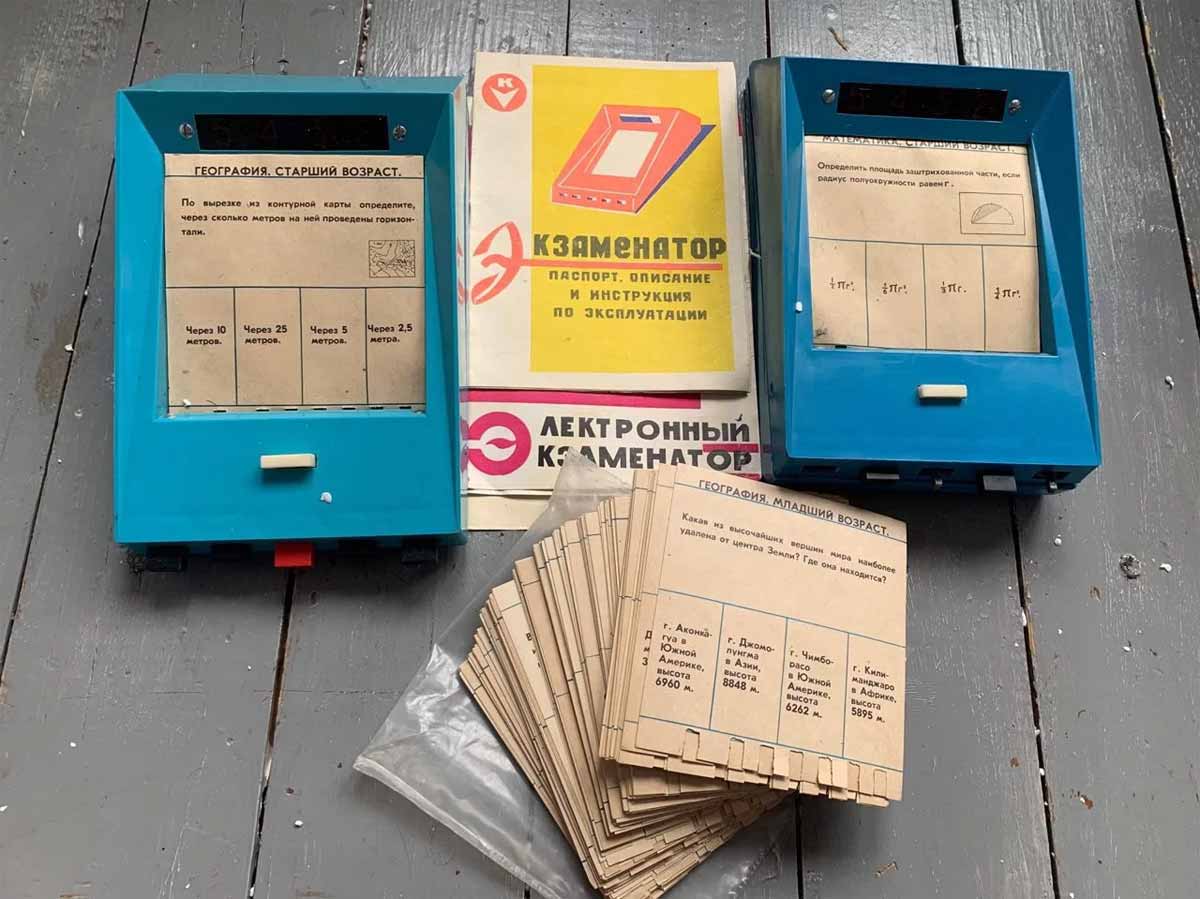 ГЕОГРАФИЯ. СТАРШИЙ ВОЗРАСТ.
По вырезке из контурной карты определите,
через сколько метров на ней проведены горизон-
тали.
Через 10
метров.
Через 25
метров.
Через 5
метров.
Через 2,5
метра.
К
ЭКЗАМЕНАТОР
ПАСПОРТ, ОПИСАНИЕ
И ИНСТРУКЦИЯ
ПО ЭКСПЛУАТАЦИИ
ЭЛЕКТРОННЫЙ
ЭКЗАМЕНАТОР
МАТЕМАТИКА. СТАРШИЙ ВОЗРАСТ.
Определить площадь заштрихованной части, если
радиус полуокружности равен r.
ГЕОГРАФИЯ. МЛАДШИЙ ВОЗРАСТ.
Какая из высочайших вершин мира наиболее
удалена от центра Земли? Где она находится?
г. Аконка-
гуа в
Южной
Америке,
высота
6960 м.
г. Джомо-
лунгма
в Азии,
высота
8848 м.
г. Чимбо-
расо
в Южной
Америке,
высота
6262 м.
г. Кили-
манджаро
в Африке,
высота
5895 м.